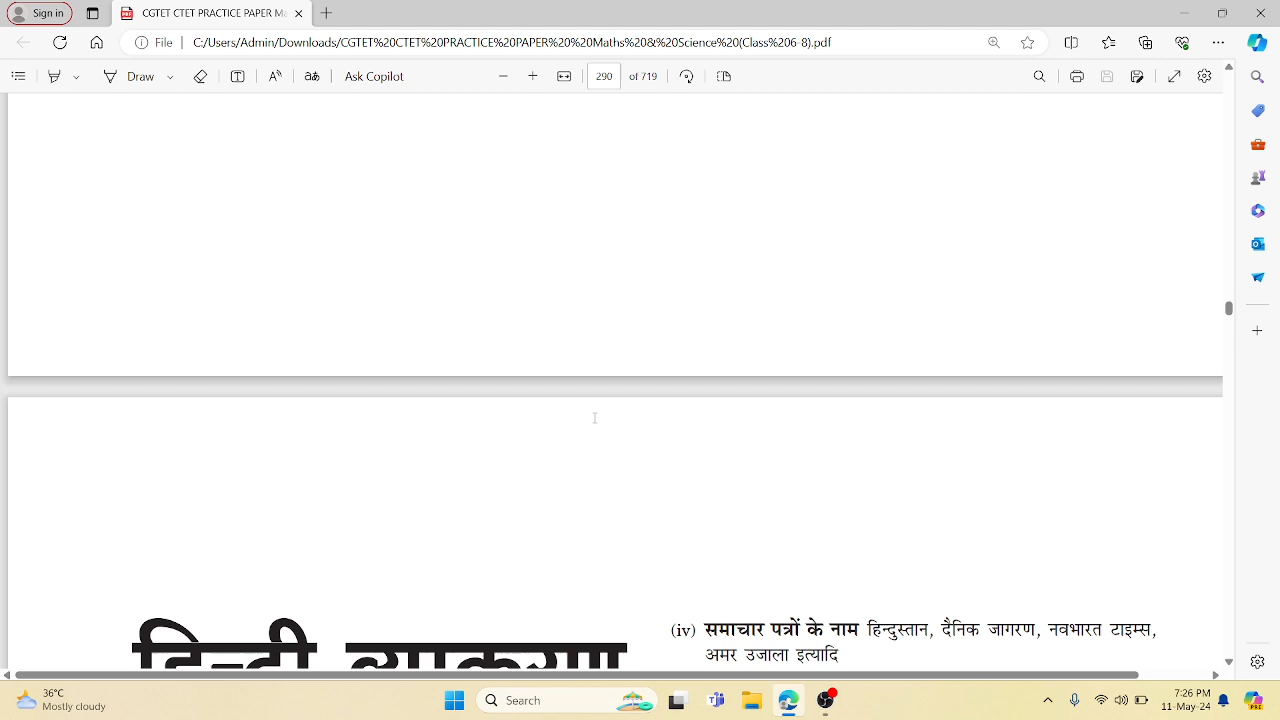 Sign in
CGTET CTET PRACTICE PAPER Ma
File
C:/Users/Admin/Downloads/CGTET%20CTET%20PRACTICE%20PAPER%20%20Maths%20&%20Science%20(Class%206-8).pdf
Draw
Ask Copilot
290 of 719
हिन्दी व्याकरण
(iv) समाचार पत्रों के नाम हिन्दुस्तान, दैनिक जागरण, नवभारत टाइम्स,
अमर उजाला इत्यादि
36°C
Mostly cloudy
Search
7:26 PM
11-May-24